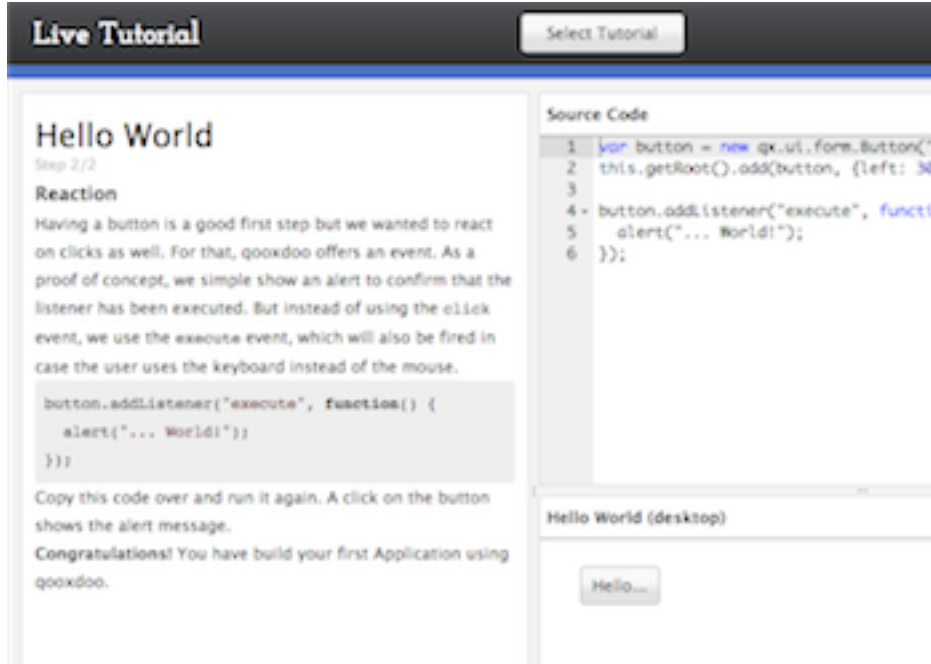 Live Tutorial
Select Tutorial
Hello World
Step 2/2
Reaction
Having a button is a good first step but we wanted to react
on clicks as well. For that, qooxdoo offers an event. As a
proof of concept, we simple show an alert to confirm that the
listener has been executed. But instead of using the click
event, we use the execute event, which will also be fired in
case the user uses the keyboard instead of the mouse.
button.addListener("execute", function() {
alert("... World!");
});
Copy this code over and run it again. A click on the button
shows the alert message.
Congratulations! You have build your first Application using
qooxdoo.
Source Code
1 var button = new qx.ui.form.Button("
2 this.getRoot().add(button, {left: 30
3
4 button.addListener("execute", functi
5 alert("... World!");
6 });
Hello World (desktop)
Hello...